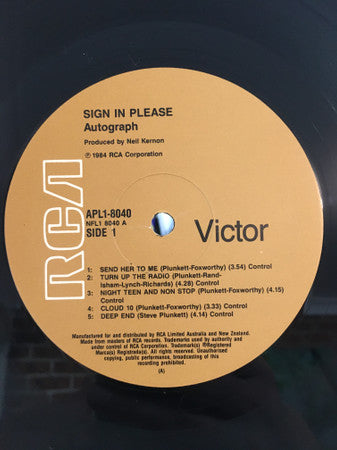 SIGN IN PLEASE
Autograph
Produced by Neil Kernon
℗ 1984 RCA Corporation
RCA
APL1-8040
NFL1 8040 A
SIDE 1
Victor
1: SEND HER TO ME (Plunkett-Foxworthy) (3.54) Control
2: TURN UP THE RADIO (Plunkett-Rand-
Isham-Lynch-Richards) (4.28) Control
3: NIGHT TEEN AND NON STOP (Plunkett-Foxworthy) (4.15)
Control
4: CLOUD 10 (Plunkett-Foxworthy) (3.33) Control
5: DEEP END (Steve Plunkett) (4.14) Control
Manufactured for and distributed by RCA Limited Australia and New Zealand.
Made from masters of RCA records. Trademarks used by authority and
under control of RCA Corporation. Trademark(s) ®Registered
Marca(s) Registrada(s). All rights reserved. Unauthorised
copying, public performance, broadcasting of
this recording prohibited.
(A)